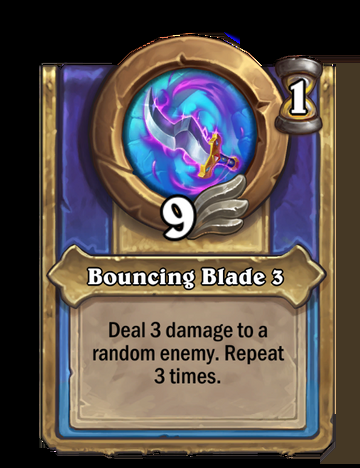 1
9
Bouncing Blade 3
Deal 3 damage to a
random enemy. Repeat
3 times.